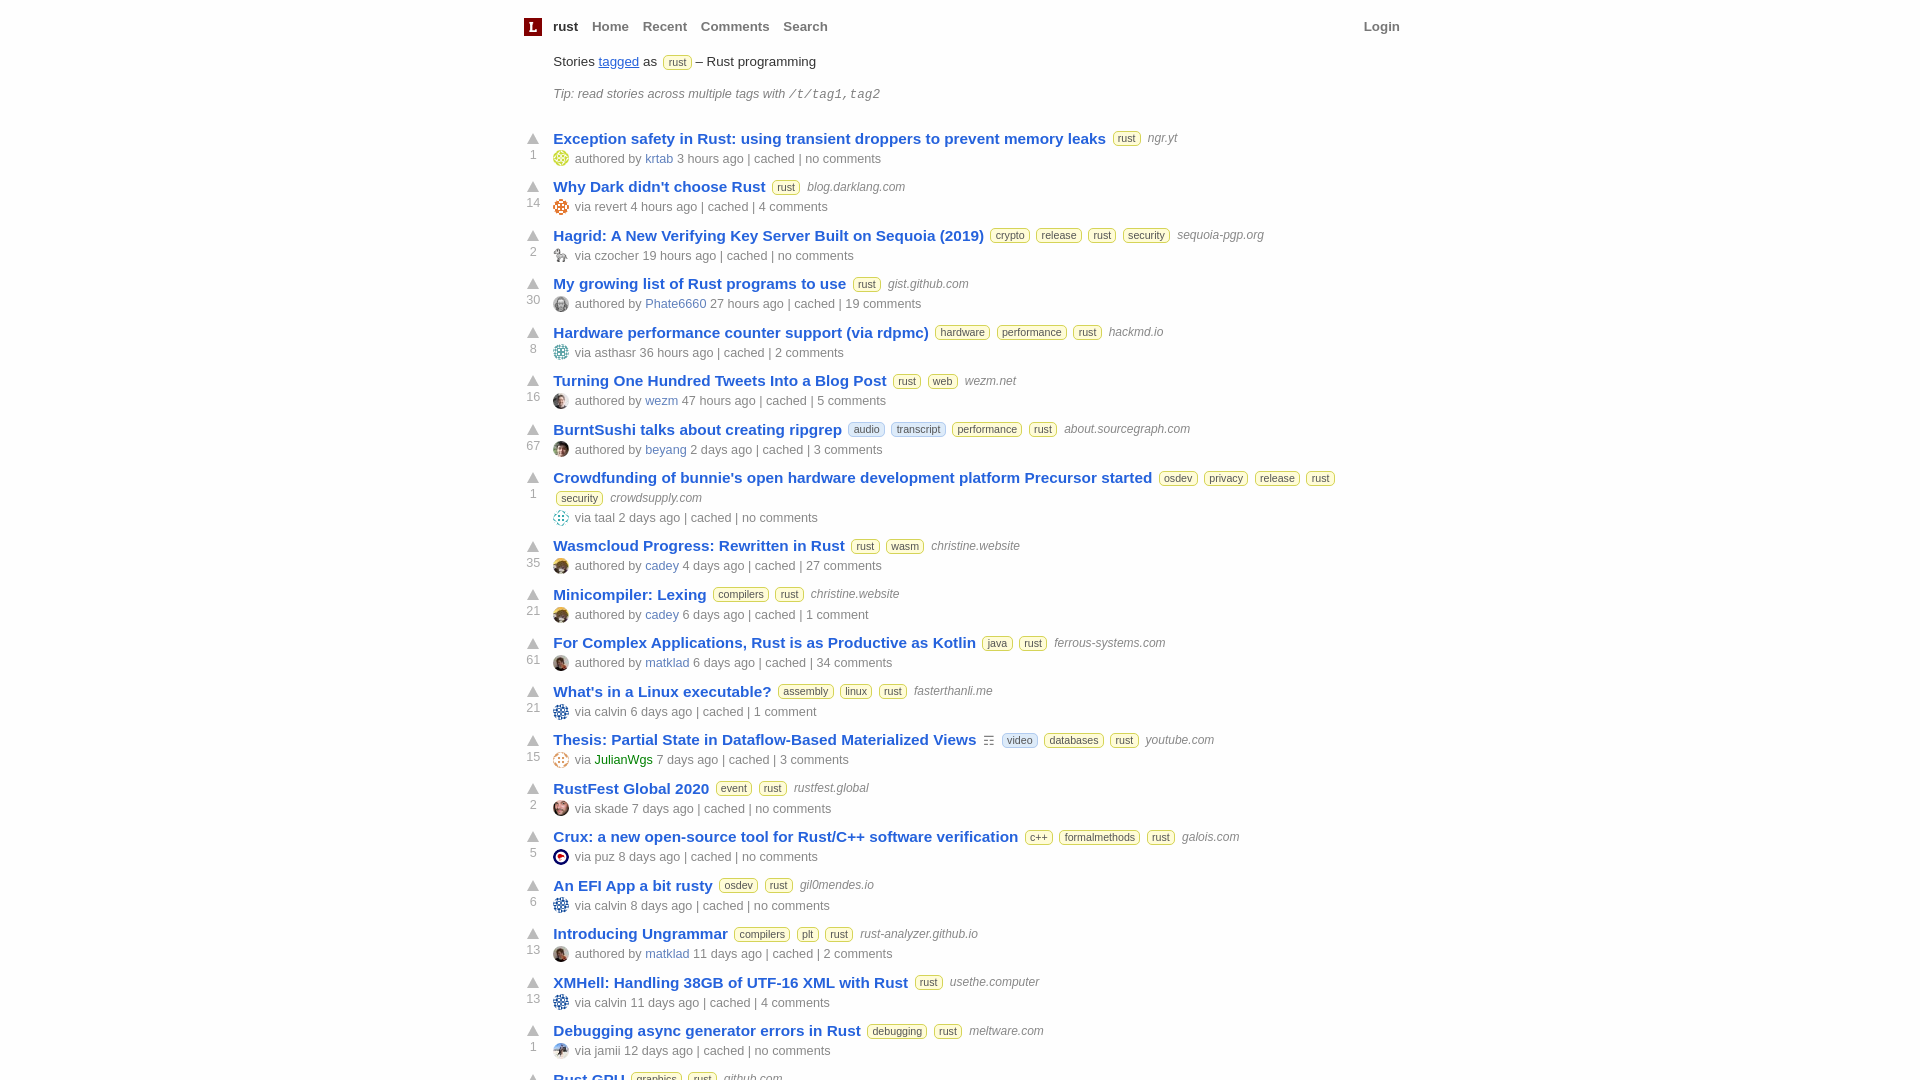 L rust Home Recent Comments Search Login
Stories tagged as rust – Rust programming
Tip: read stories across multiple tags with /t/tag1,tag2
Exception safety in Rust: using transient droppers to prevent memory leaks rust ngr.yt
1 authored by krtab 3 hours ago | cached | no comments
Why Dark didn't choose Rust rust blog.darklang.com
14 via revert 4 hours ago | cached | 4 comments
Hagrid: A New Verifying Key Server Built on Sequoia (2019) crypto release rust security sequoia-pgp.org
2 via czocher 19 hours ago | cached | no comments
My growing list of Rust programs to use rust gist.github.com
30 authored by Phate6660 27 hours ago | cached | 19 comments
Hardware performance counter support (via rdpmc) hardware performance rust hackmd.io
8 via asthasr 36 hours ago | cached | 2 comments
Turning One Hundred Tweets Into a Blog Post rust web wezm.net
16 authored by wezm 47 hours ago | cached | 5 comments
BurntSushi talks about creating ripgrep audio transcript performance rust about.sourcegraph.com
67 authored by beyang 2 days ago | cached | 3 comments
Crowdfunding of bunnie's open hardware development platform Precursor started osdev privacy release rust
1 security crowdsupply.com
via taal 2 days ago | cached | no comments
Wasmcloud Progress: Rewritten in Rust rust wasm christine.website
35 authored by cadey 4 days ago | cached | 27 comments
Minicompiler: Lexing compilers rust christine.website
21 authored by cadey 6 days ago | cached | 1 comment
For Complex Applications, Rust is as Productive as Kotlin java rust ferrous-systems.com
61 authored by matklad 6 days ago | cached | 34 comments
What's in a Linux executable? assembly linux rust fasterthanli.me
21 via calvin 6 days ago | cached | 1 comment
Thesis: Partial State in Dataflow-Based Materialized Views ☶ video databases rust youtube.com
15 via JulianWgs 7 days ago | cached | 3 comments
RustFest Global 2020 event rust rustfest.global
2 via skade 7 days ago | cached | no comments
Crux: a new open-source tool for Rust/C++ software verification c++ formalmethods rust galois.com
5 via puz 8 days ago | cached | no comments
An EFI App a bit rusty osdev rust gil0mendes.io
6 via calvin 8 days ago | cached | no comments
Introducing Ungrammar compilers plt rust rust-analyzer.github.io
13 authored by matklad 11 days ago | cached | 2 comments
XMHell: Handling 38GB of UTF-16 XML with Rust rust usethe.computer
13 via calvin 11 days ago | cached | 4 comments
Debugging async generator errors in Rust debugging rust meltware.com
1 via jamii 12 days ago | cached | no comments
Rust GPU graphics rust github.com